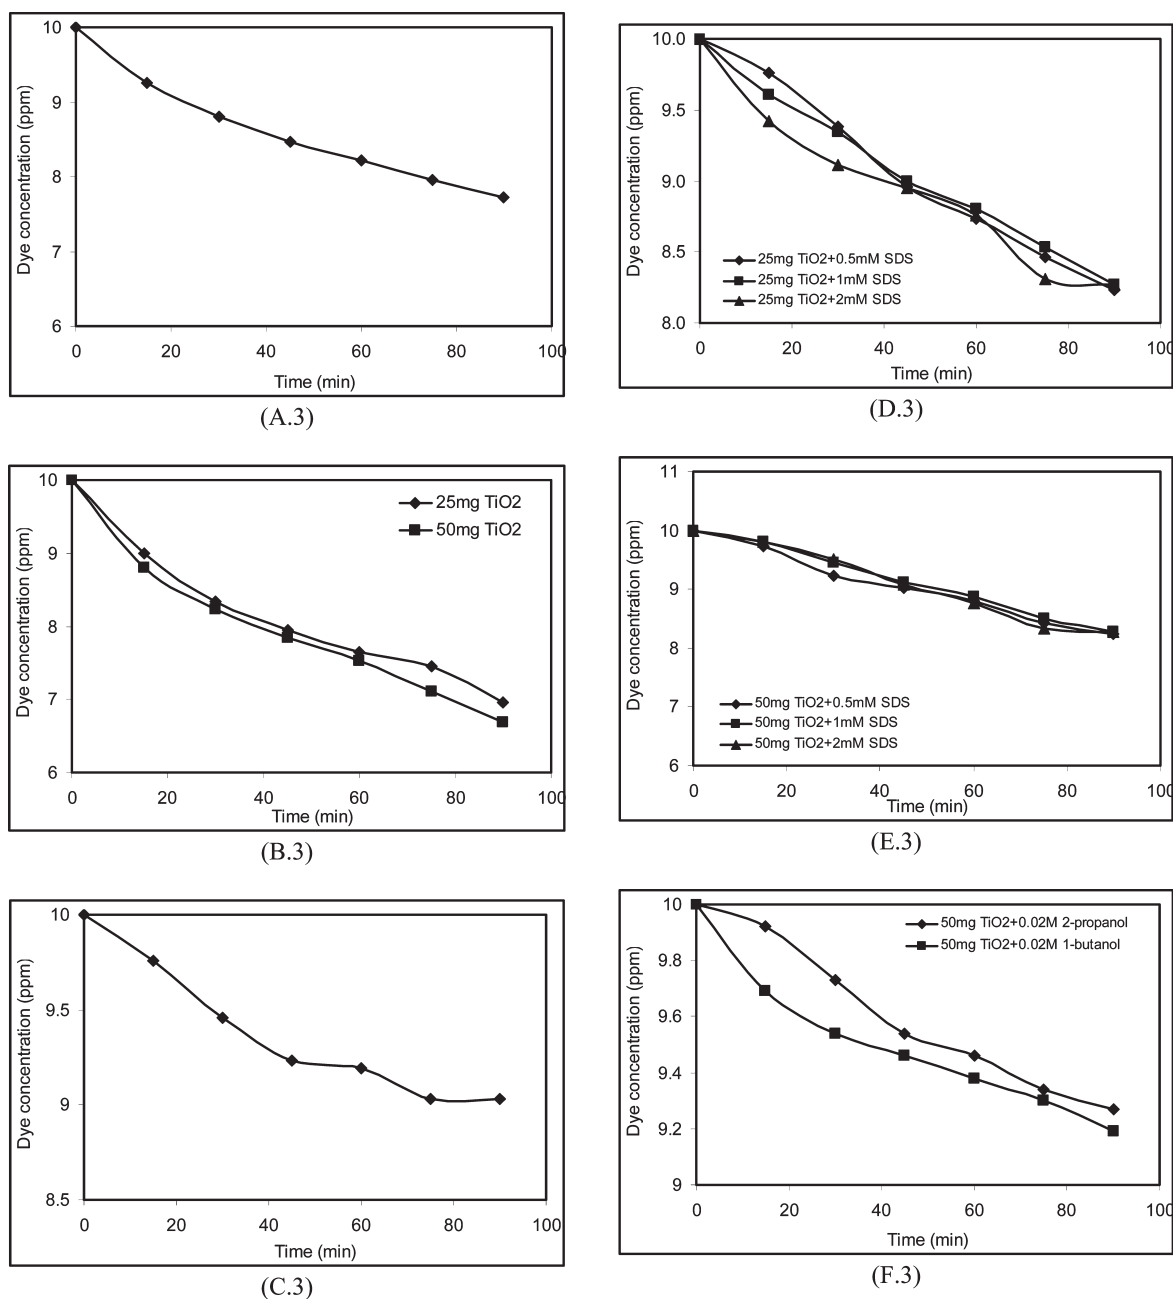 10
9
8
7
6
0 20 40 60 80 100
Dye concentration (ppm)
Time (min)
(A.3)
10.0
9.5
9.0
8.5
8.0
0 20 40 60 80 100
Dye concentration (ppm)
25mg TiO2+0.5mM SDS
25mg TiO2+1mM SDS
25mg TiO2+2mM SDS
Time (min)
(D.3)
10
9
8
7
6
0 20 40 60 80 100
Dye concentration (ppm)
25mg TiO2
50mg TiO2
Time (min)
(B.3)
11
10
9
8
7
6
0 20 40 60 80 100
Dye concentration (ppm)
50mg TiO2+0.5mM SDS
50mg TiO2+1mM SDS
50mg TiO2+2mM SDS
Time (min)
(E.3)
10
9.5
9
8.5
0 20 40 60 80 100
Dye concentration (ppm)
Time (min)
(C.3)
10
9.8
9.6
9.4
9.2
9
0 20 40 60 80 100
Dye concentration (ppm)
50mg TiO2+0.02M 2-propanol
50mg TiO2+0.02M 1-butanol
Time (min)
(F.3)